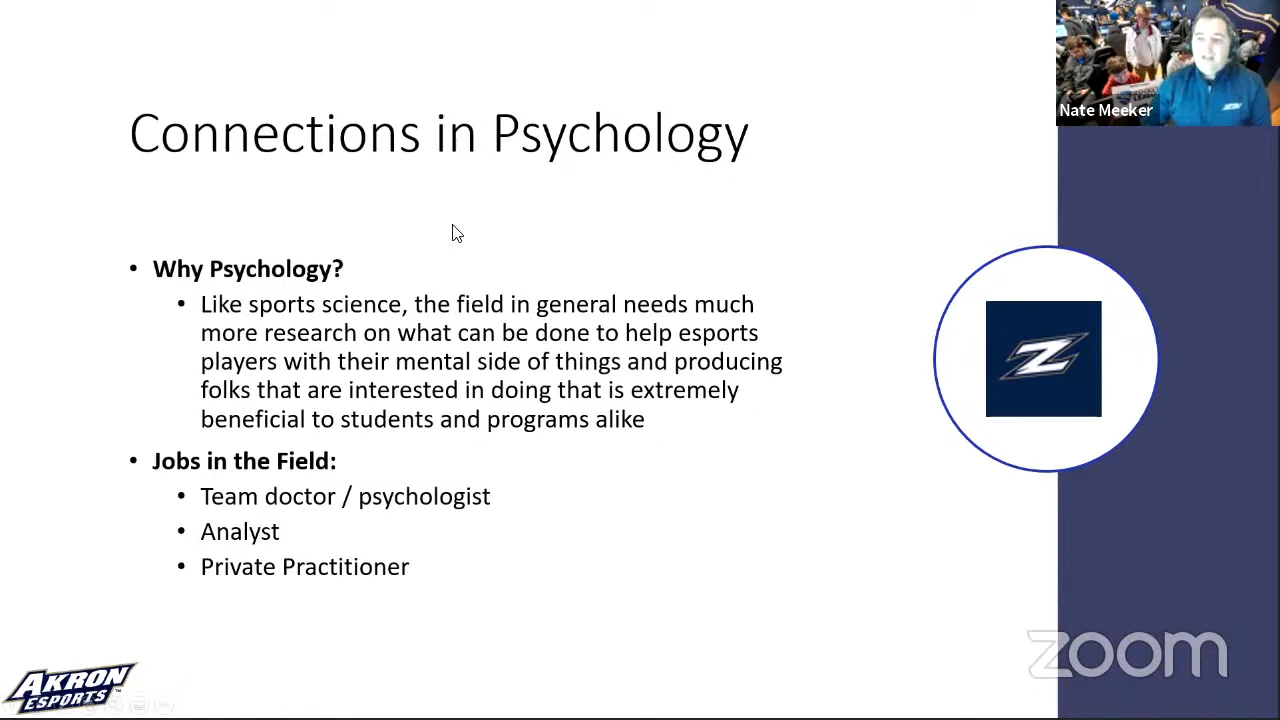 Connections in Psychology
Nate Meeker
• Why Psychology?
• Like sports science, the field in general needs much
more research on what can be done to help esports
players with their mental side of things and producing
folks that are interested in doing that is extremely
beneficial to students and programs alike
• Jobs in the Field:
• Team doctor / psychologist
• Analyst
• Private Practitioner
Z
zoom
AKRON
ESPORTS™